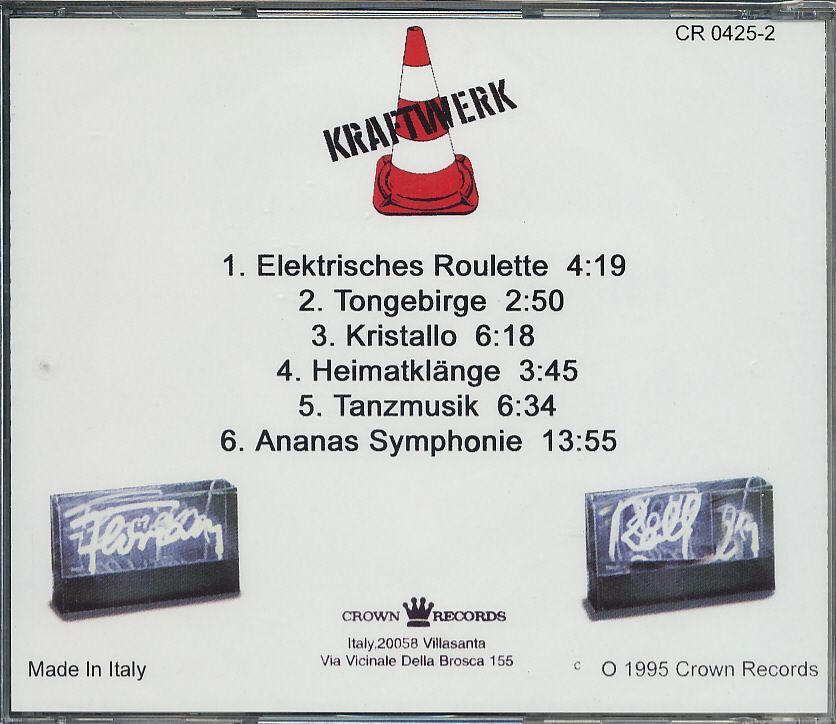 CR 0425-2
KRAFTWERK
1. Elektrisches Roulette 4:19
2. Tongebirge 2:50
3. Kristallo 6:18
4. Heimatklänge 3:45
5. Tanzmusik 6:34
6. Ananas Symphonie 13:55
Florian
Ralf
CROWN RECORDS
Italy,20058 Villasanta
Via Vicinale Della Brosca 155
Made In Italy
c O 1995 Crown Records